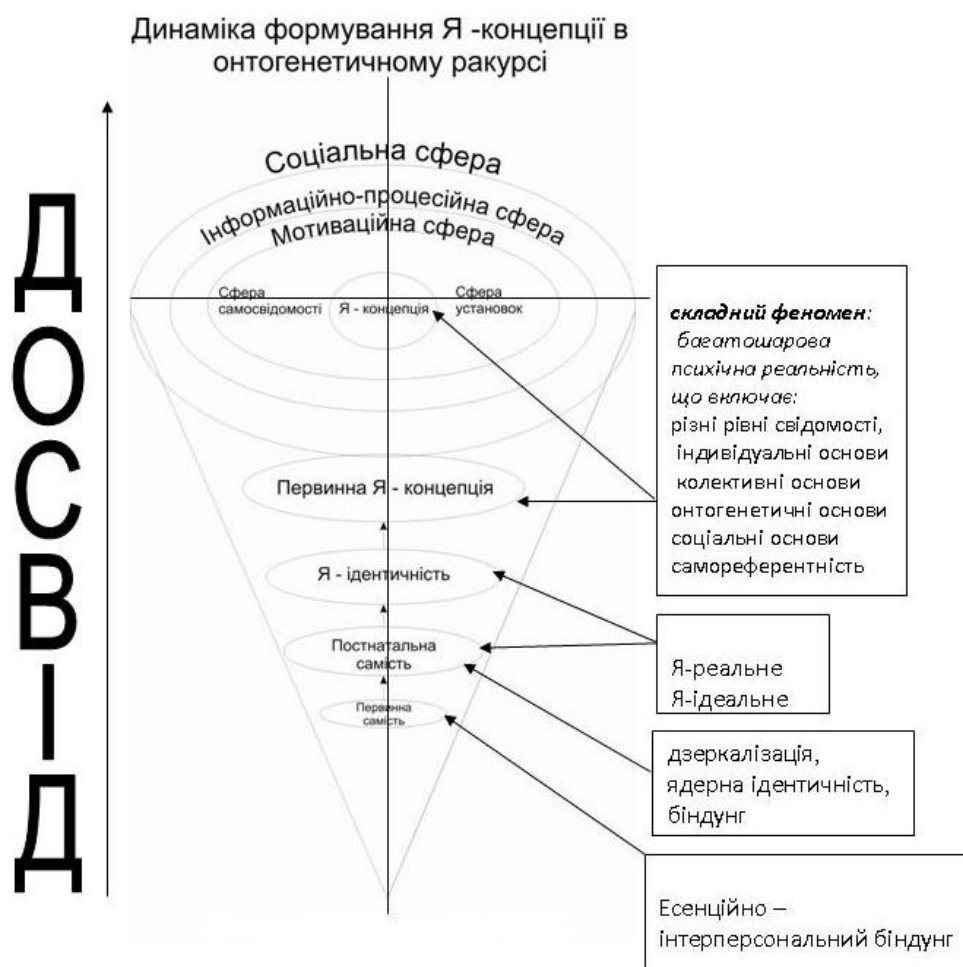 Динаміка формування Я -концепції в
онтогенетичному ракурсі
ДОСВІД
Соціальна сфера
Інформаційно-процесійна сфера
Мотиваційна сфера
Сфера
самосвідомості
Я - концепція
Сфера
установок
Первинна Я - концепція
Я - ідентичність
Постнатальна
самість
Первинна
самість
складний феномен:
багатошарова
психічна реальність,
що включає:
різні рівні свідомості,
індивідуальні основи
колективні основи
онтогенетичні основи
соціальні основи
самореферентність
Я-реальне
Я-ідеальне
дзеркалізація,
ядерна ідентичність,
біндунг
Есенційно –
інтерперсональний біндунг